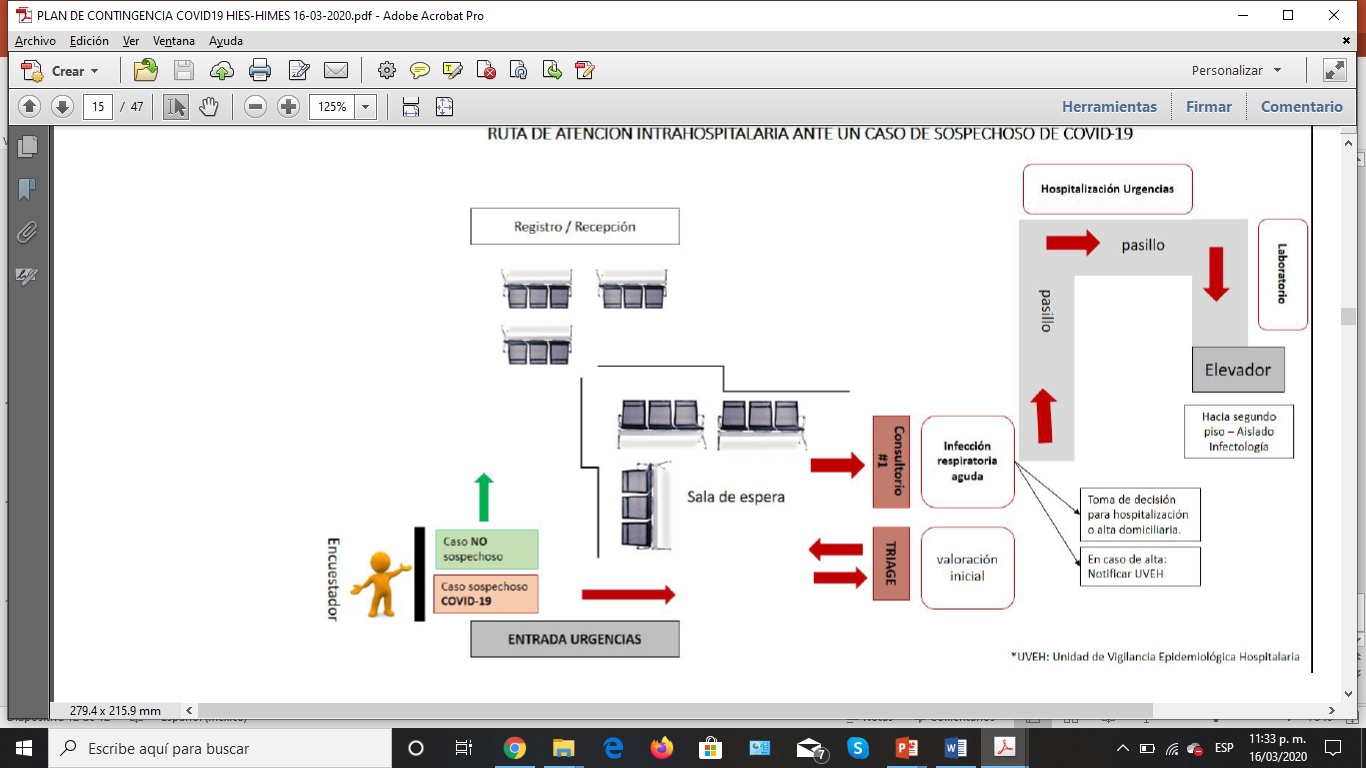 PLAN DE CONTINGENCIA COVID19 HIES-HIMES 16-03-2020.pdf - Adobe Acrobat Pro
Archivo Edición Ver Ventana Ayuda
Crear
Personalizar
15 / 47
125%
Herramientas Firmar Comentario
RUTA DE ATENCION INTRAHOSPITALARIA ANTE UN CASO DE SOSPECHOSO DE COVID-19
Hospitalización Urgencias
Registro / Recepción
pasillo
Laboratorio
pasillo
Elevador
Hacia segundo
piso – Aislado
Infectología
Consultorio
#1
Infección
respiratoria
aguda
Sala de espera
Toma de decisión
para hospitalización
o alta domiciliaria.
En caso de alta:
Notificar UVEH
TRIAGE
valoración
inicial
Encuestador
Caso NO
sospechoso
Caso sospechoso
COVID-19
ENTRADA URGENCIAS
*UVEH: Unidad de Vigilancia Epidemiológica Hospitalaria
279.4 x 215.9 mm
Escribe aquí para buscar
7
ESP
11:33 p. m.
16/03/2020